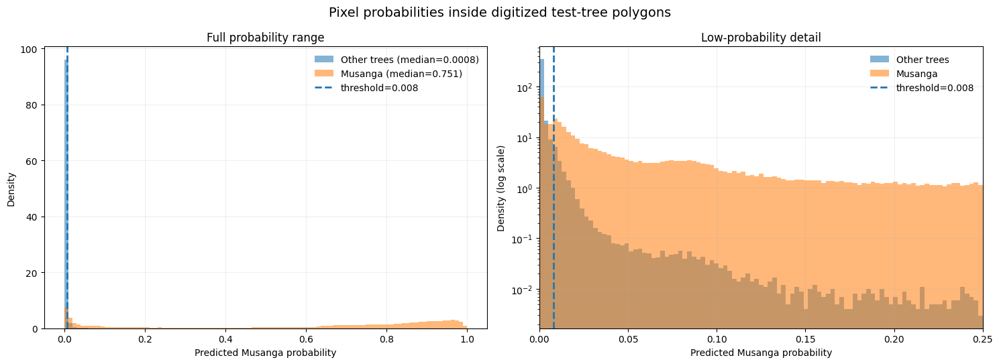 Pixel probabilities inside digitized test-tree polygons
Full probability range
Density
100
80
60
40
20
0
0.0 0.2 0.4 0.6 0.8 1.0
Predicted Musanga probability
Other trees (median=0.0008)
Musanga (median=0.751)
threshold=0.008
Low-probability detail
Density (log scale)
10²
10¹
10⁰
10⁻¹
10⁻²
0.00 0.05 0.10 0.15 0.20 0.25
Predicted Musanga probability
Other trees
Musanga
threshold=0.008